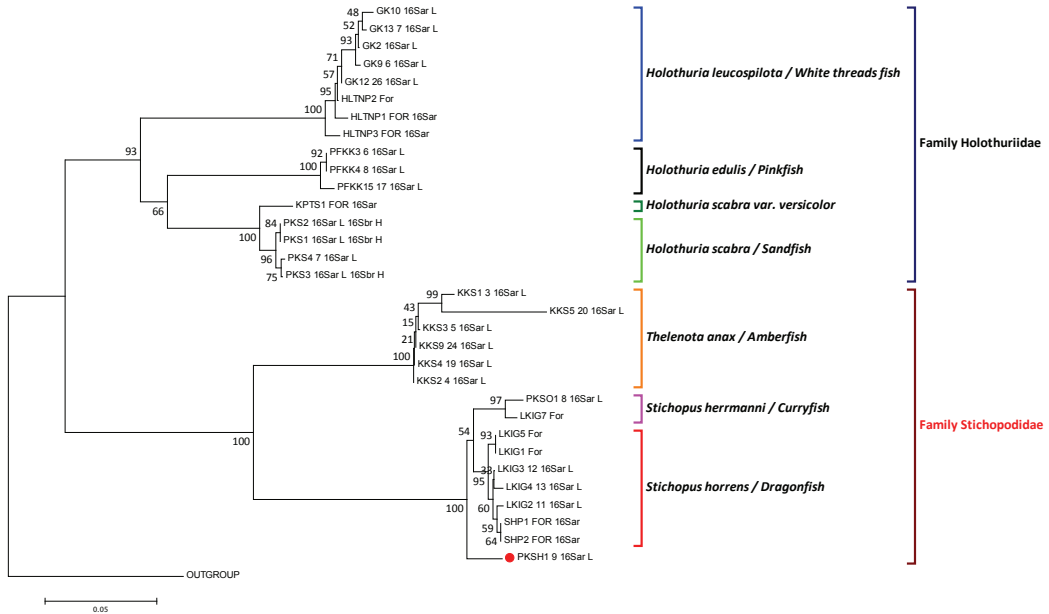 GK10 16Sar L
48
52
GK13 7 16Sar L
93
GK2 16Sar L
71
GK9 6 16Sar L
57
GK12 26 16Sar L
95
HLTNP2 For
100
HLTNP1 FOR 16Sar
HLTNP3 FOR 16Sar
Holothuria leucospilota / White threads fish
Family Holothuriidae
93
92
PFKK3 6 16Sar L
PFKK4 8 16Sar L
100
PFKK15 17 16Sar L
Holothuria edulis / Pinkfish
66
KPTS1 FOR 16Sar
Holothuria scabra var. versicolor
84
PKS2 16Sar L 16Sbr H
100
PKS1 16Sar L 16Sbr H
96
PKS4 7 16Sar L
75
PKS3 16Sar L 16Sbr H
Holothuria scabra / Sandfish
99
KKS1 3 16Sar L
43
KKS5 20 16Sar L
15
KKS3 5 16Sar L
21
KKS9 24 16Sar L
100
KKS4 19 16Sar L
KKS2 4 16Sar L
Thelenota anax / Amberfish
97
PKSO1 8 16Sar L
LKIG7 For
Stichopus herrmanni / Curryfish
Family Stichopodidae
100
54
93
LKIG5 For
LKIG1 For
33
LKIG3 12 16Sar L
95
LKIG4 13 16Sar L
60
LKIG2 11 16Sar L
59
SHP1 FOR 16Sar
64
SHP2 FOR 16Sar
Stichopus horrens / Dragonfish
100
PKSH1 9 16Sar L
OUTGROUP
0.05